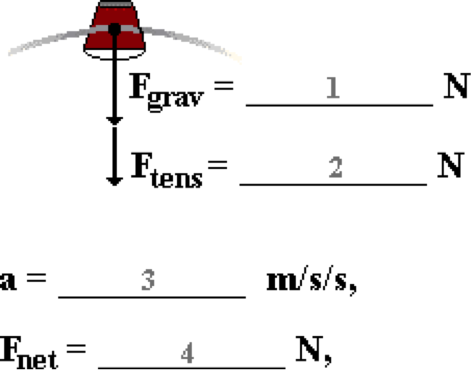 Fgrav = 1 N
Ftens = 2 N
a = 3 m/s/s,
Fnet = 4 N,